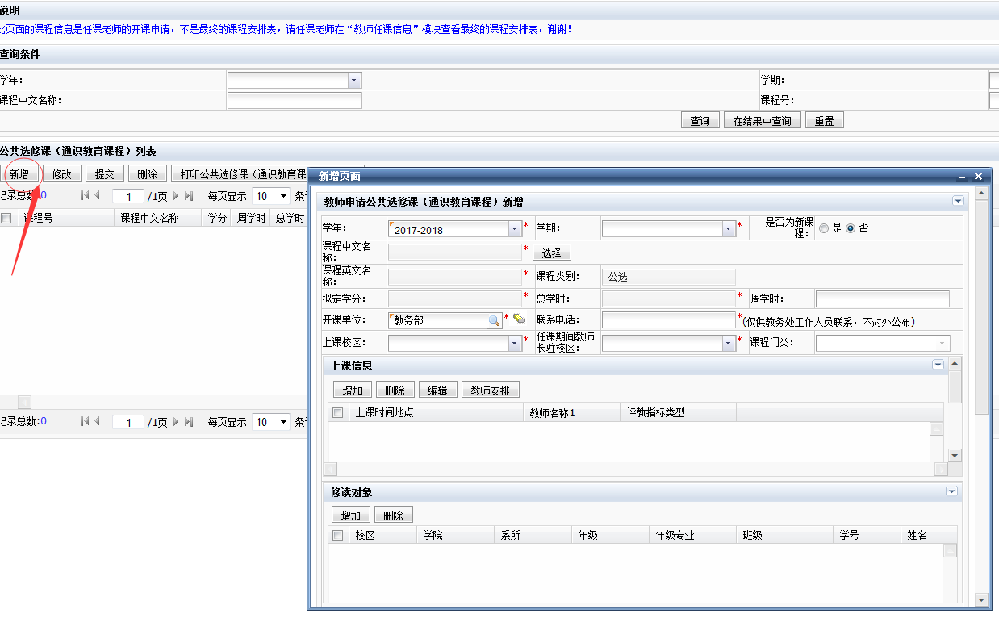 说明
此页面的课程信息是任课老师的开课申请，不是最终的课程安排表，请任课老师在“教师任课信息”模块查看最终的课程安排表，谢谢！
查询条件
学年：
学期：
课程中文名称：
课程号：
查询 在结果中查询 重置
公共选修课（通识教育课程）列表
新增 修改 提交 删除 打印公共选修课（通识教育课
记录总数:0 1 /1页 每页显示 10 条
课程号 课程中文名称 学分 周学时 总学时
记录总数:0 1 /1页 每页显示 10 条
新增页面
教师申请公共选修课（通识教育课程）新增
学年： 2017-2018 * 学期： * 是否为新课程： 是 否
课程中文名称： * 选择
课程英文名称： * 课程类别： 公选
拟定学分： * 总学时： * 周学时：
开课单位： 教务部 * 联系电话： *(仅供教务处工作人员联系，不对外公布)
上课校区： * 任课期间教师长驻校区： * 课程门类：
上课信息
增加 删除 编辑 教师安排
上课时间地点 教师名称1 评教指标类型
修读对象
增加 删除
校区 学院 系所 年级 年级专业 班级 学号 姓名